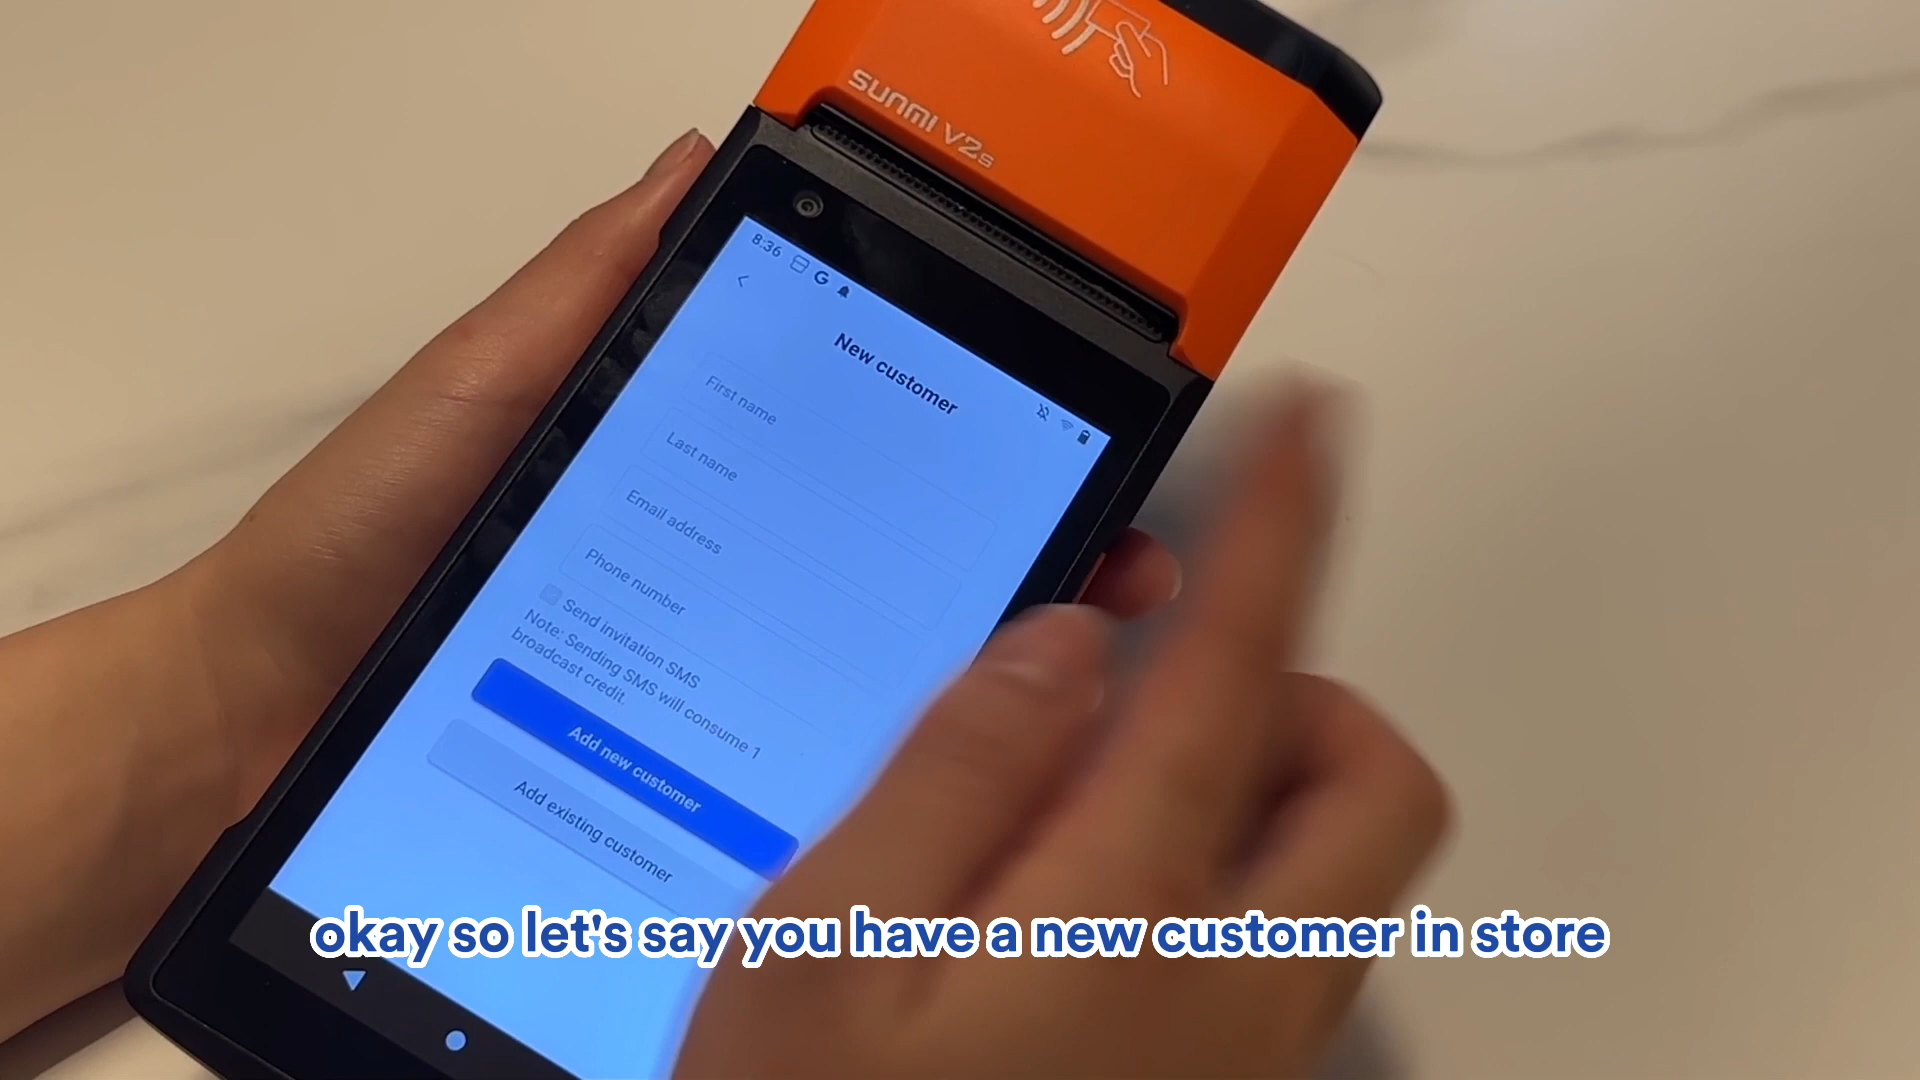 SUNMI V2s
8:36
New customer
First name
Last name
Email address
Phone number
Send invitation SMS
Note: Sending SMS will consume 1
broadcast credit.
Add new customer
Add existing customer
okay so let's say you have a new customer in store